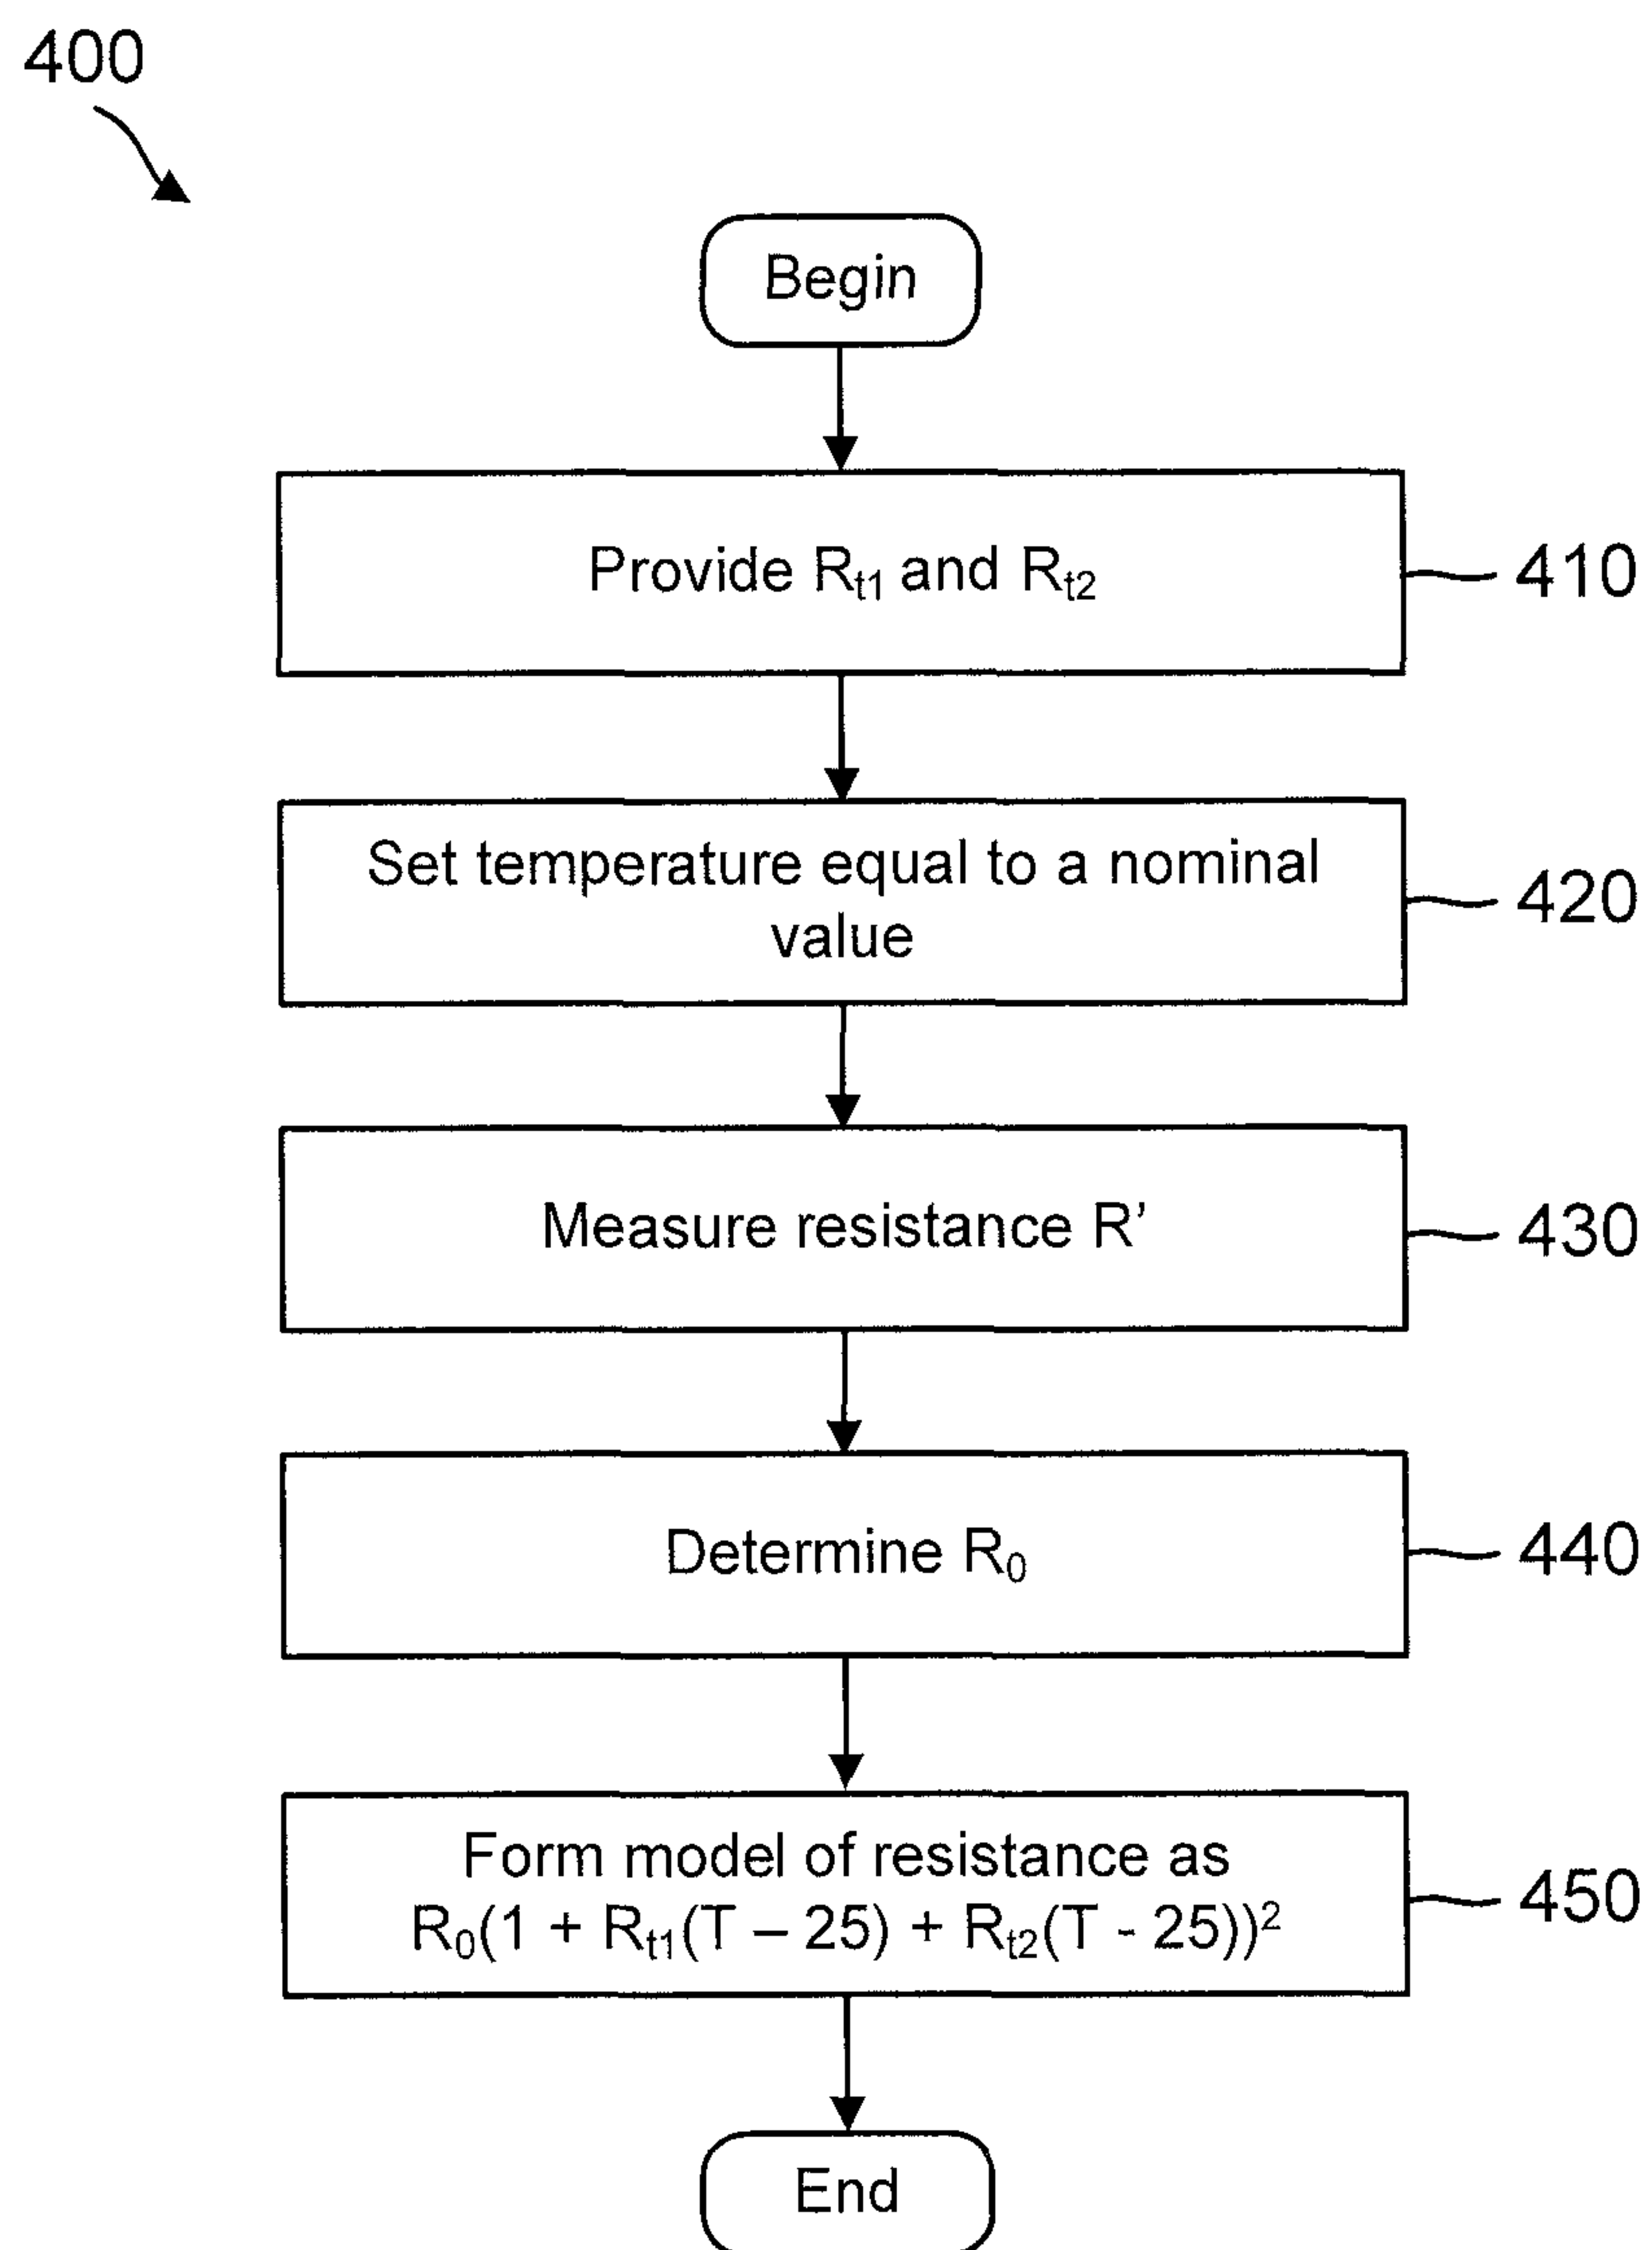 400
Begin
Provide Rt1 and Rt2
410
Set temperature equal to a nominal
value
420
Measure resistance R’
430
Determine R0
440
Form model of resistance as
R0(1 + Rt1(T – 25) + Rt2(T - 25))²
450
End